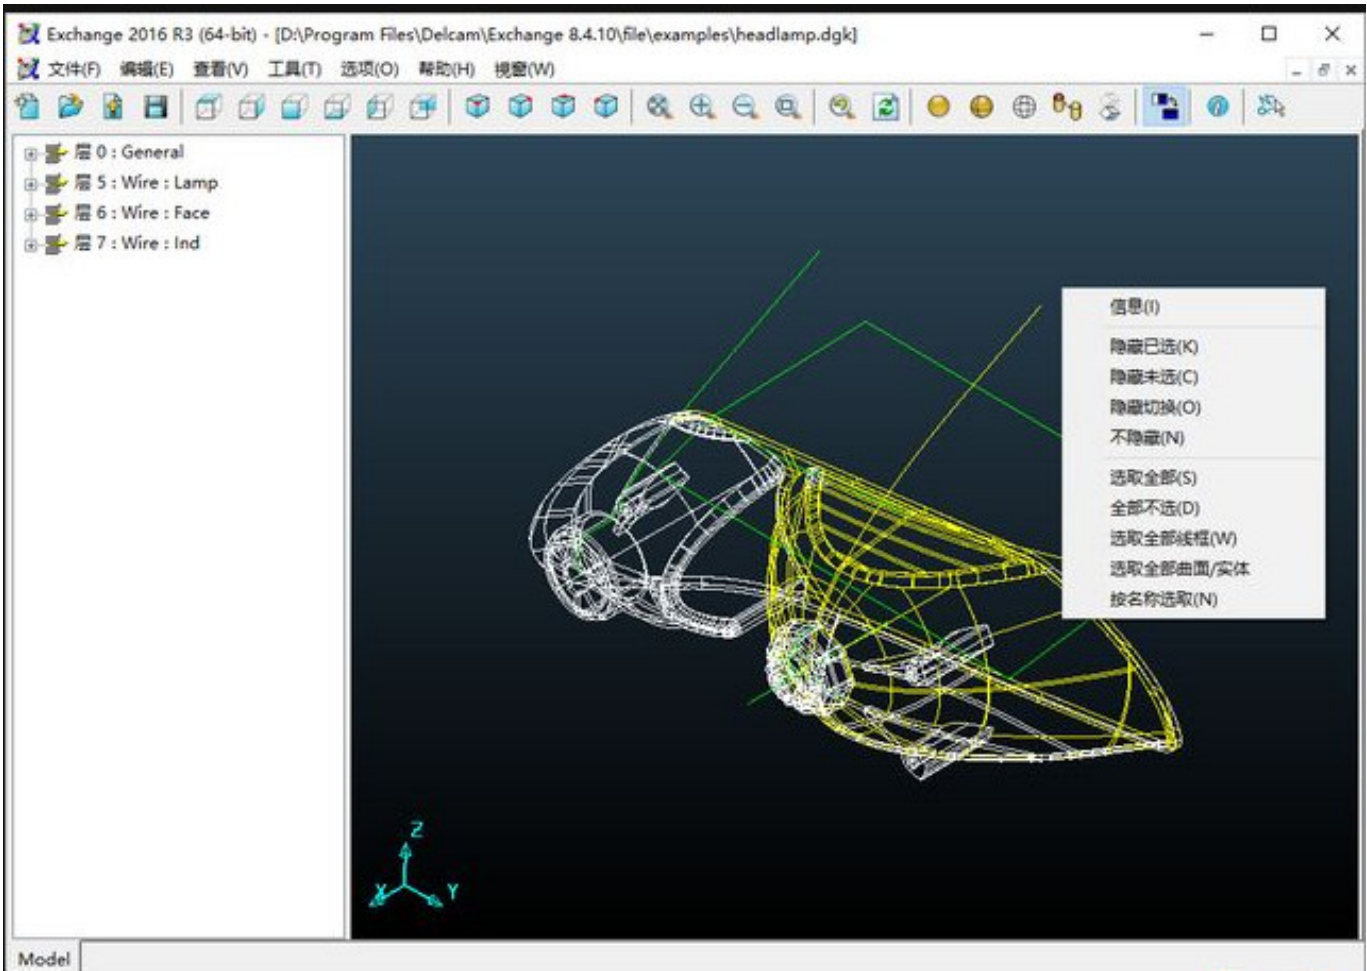 Exchange 2016 R3 (64-bit) - [D:\Program Files\Delcam\Exchange 8.4.10\file\examples\headlamp.dgk]
文件(F) 编辑(E) 查看(V) 工具(T) 选项(O) 帮助(H) 视窗(W)
层 0 : General
层 5 : Wire : Lamp
层 6 : Wire : Face
层 7 : Wire : Ind
信息(I)
隐藏已选(K)
隐藏未选(C)
隐藏切换(O)
不隐藏(N)
选取全部(S)
全部不选(D)
选取全部线框(W)
选取全部曲面/实体
按名称选取(N)
Z
X Y
Model